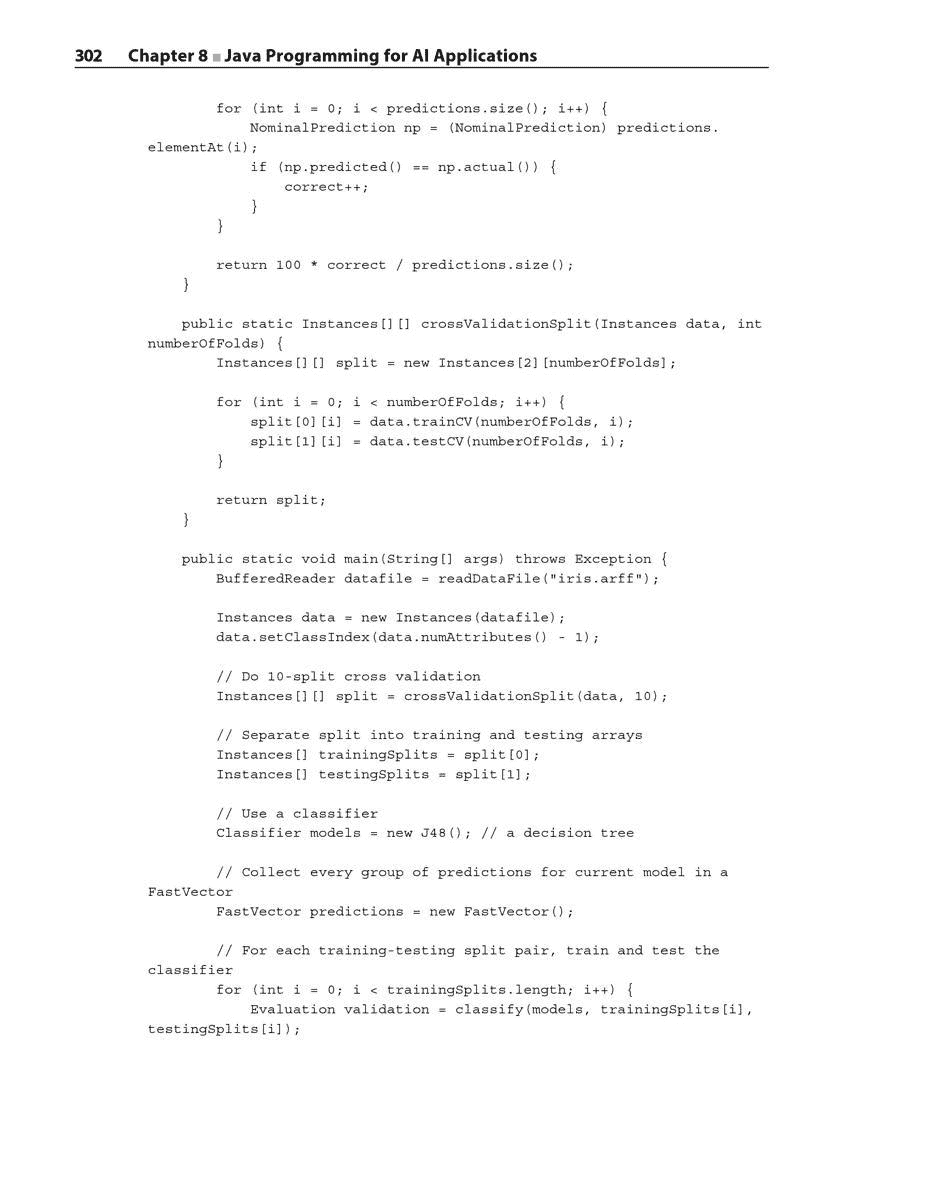 302 Chapter 8 ■ Java Programming for AI Applications
        for (int i = 0; i < predictions.size(); i++) {
            NominalPrediction np = (NominalPrediction) predictions.
elementAt(i);
            if (np.predicted() == np.actual()) {
                correct++;
            }
        }
        return 100 * correct / predictions.size();
    }
    public static Instances[][] crossValidationSplit(Instances data, int
numberOfFolds) {
        Instances[][] split = new Instances[2][numberOfFolds];
        for (int i = 0; i < numberOfFolds; i++) {
            split[0][i] = data.trainCV(numberOfFolds, i);
            split[1][i] = data.testCV(numberOfFolds, i);
        }
        return split;
    }
    public static void main(String[] args) throws Exception {
        BufferedReader datafile = readDataFile("iris.arff");
        Instances data = new Instances(datafile);
        data.setClassIndex(data.numAttributes() - 1);
        // Do 10-split cross validation
        Instances[][] split = crossValidationSplit(data, 10);
        // Separate split into training and testing arrays
        Instances[] trainingSplits = split[0];
        Instances[] testingSplits = split[1];
        // Use a classifier
        Classifier models = new J48(); // a decision tree
        // Collect every group of predictions for current model in a
FastVector
        FastVector predictions = new FastVector();
        // For each training-testing split pair, train and test the
classifier
        for (int i = 0; i < trainingSplits.length; i++) {
            Evaluation validation = classify(models, trainingSplits[i],
testingSplits[i]);